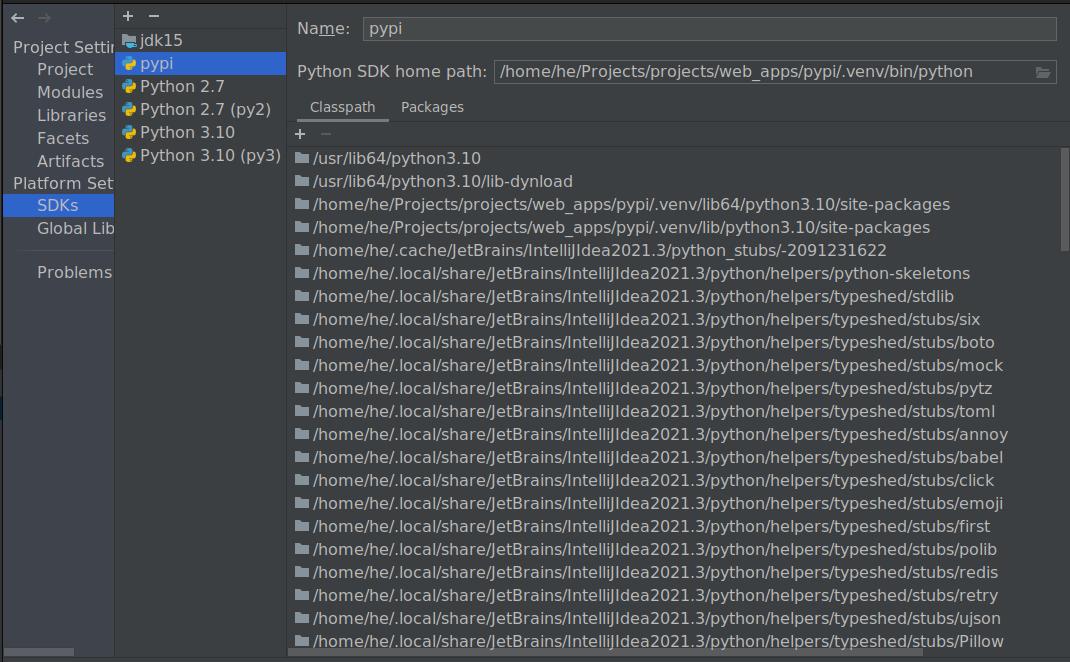 Project Settin
Project
Modules
Libraries
Facets
Artifacts
Platform Set
SDKs
Global Lib
Problems
jdk15
pypi
Python 2.7
Python 2.7 (py2)
Python 3.10
Python 3.10 (py3)
Name: pypi
Python SDK home path: /home/he/Projects/projects/web_apps/pypi/.venv/bin/python
Classpath Packages
/usr/lib64/python3.10
/usr/lib64/python3.10/lib-dynload
/home/he/Projects/projects/web_apps/pypi/.venv/lib64/python3.10/site-packages
/home/he/Projects/projects/web_apps/pypi/.venv/lib/python3.10/site-packages
/home/he/.cache/JetBrains/IntelliJIdea2021.3/python_stubs/-2091231622
/home/he/.local/share/JetBrains/IntelliJIdea2021.3/python/helpers/python-skeletons
/home/he/.local/share/JetBrains/IntelliJIdea2021.3/python/helpers/typeshed/stdlib
/home/he/.local/share/JetBrains/IntelliJIdea2021.3/python/helpers/typeshed/stubs/six
/home/he/.local/share/JetBrains/IntelliJIdea2021.3/python/helpers/typeshed/stubs/boto
/home/he/.local/share/JetBrains/IntelliJIdea2021.3/python/helpers/typeshed/stubs/mock
/home/he/.local/share/JetBrains/IntelliJIdea2021.3/python/helpers/typeshed/stubs/pytz
/home/he/.local/share/JetBrains/IntelliJIdea2021.3/python/helpers/typeshed/stubs/toml
/home/he/.local/share/JetBrains/IntelliJIdea2021.3/python/helpers/typeshed/stubs/annoy
/home/he/.local/share/JetBrains/IntelliJIdea2021.3/python/helpers/typeshed/stubs/babel
/home/he/.local/share/JetBrains/IntelliJIdea2021.3/python/helpers/typeshed/stubs/click
/home/he/.local/share/JetBrains/IntelliJIdea2021.3/python/helpers/typeshed/stubs/emoji
/home/he/.local/share/JetBrains/IntelliJIdea2021.3/python/helpers/typeshed/stubs/first
/home/he/.local/share/JetBrains/IntelliJIdea2021.3/python/helpers/typeshed/stubs/polib
/home/he/.local/share/JetBrains/IntelliJIdea2021.3/python/helpers/typeshed/stubs/redis
/home/he/.local/share/JetBrains/IntelliJIdea2021.3/python/helpers/typeshed/stubs/retry
/home/he/.local/share/JetBrains/IntelliJIdea2021.3/python/helpers/typeshed/stubs/ujson
/home/he/.local/share/JetBrains/IntelliJIdea2021.3/python/helpers/typeshed/stubs/Pillow